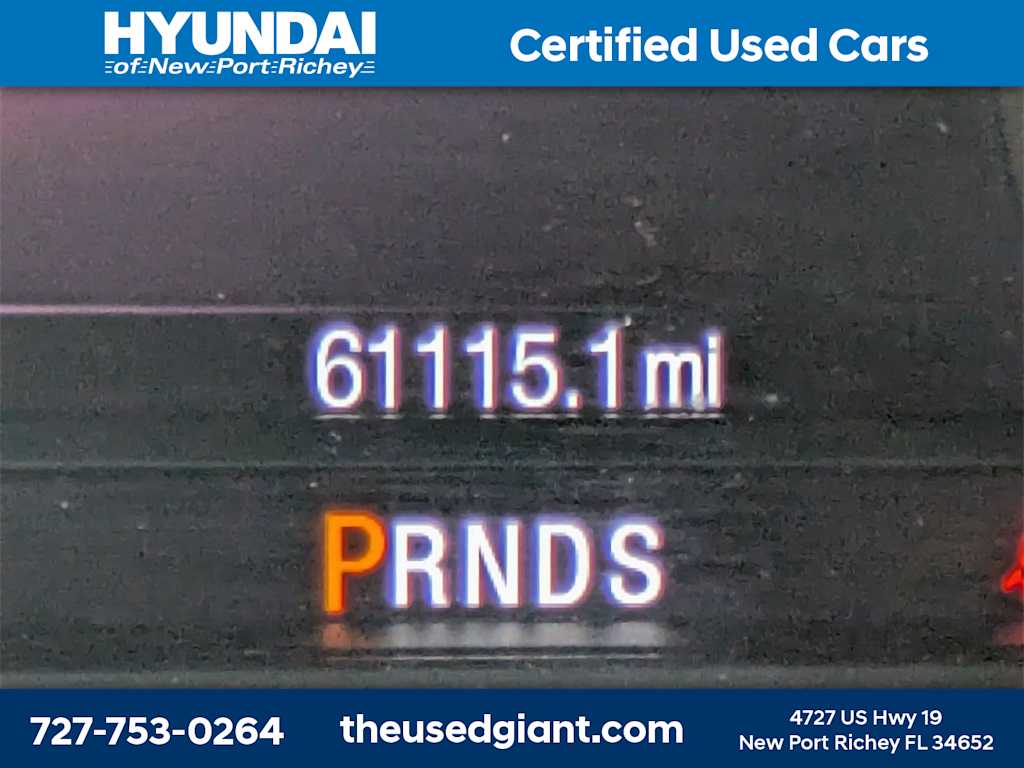 HYUNDAI
of New Port Richey
Certified Used Cars
61115.1 mi
PRNDS
727-753-0264
theusedgiant.com
4727 US Hwy 19
New Port Richey FL 34652